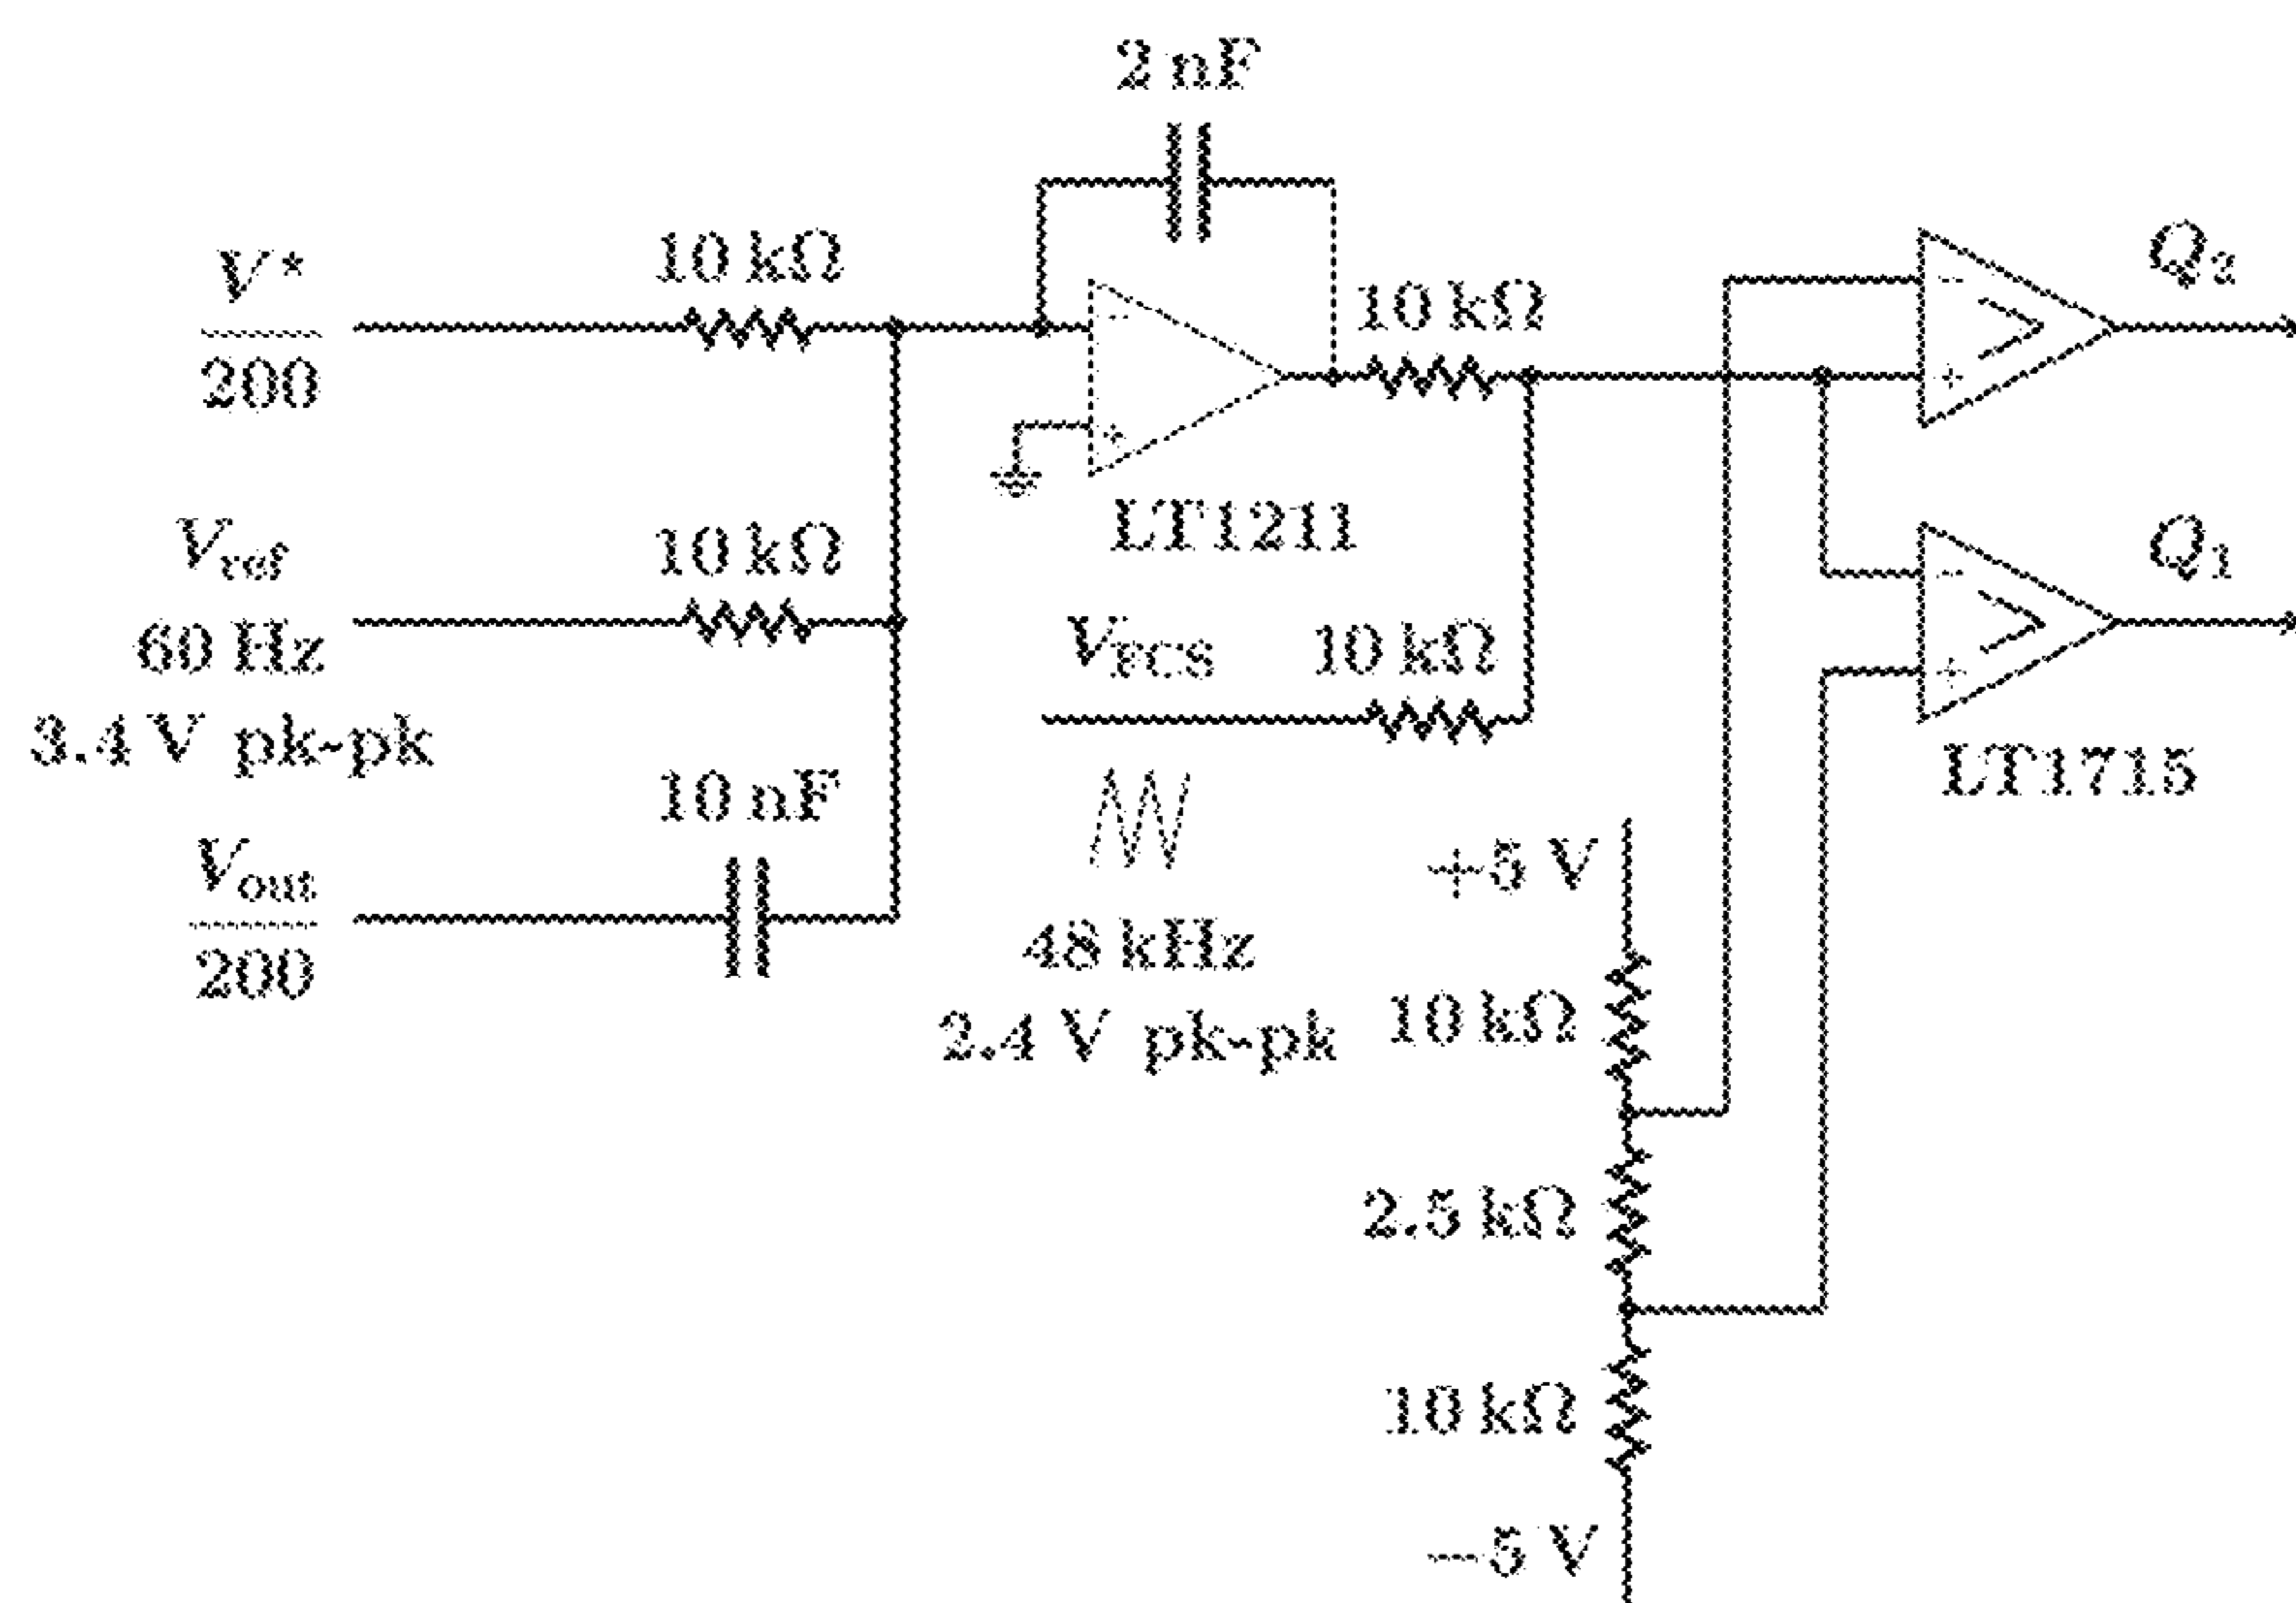 2 nF
V*
200
10 kΩ
10 kΩ
-
+
LT1211
-
+
Q2
Vref
60 Hz
3.4 V pk-pk
10 kΩ
VFCS
10 kΩ
-
+
Q1
LT1715
Vout
200
10 nF
48 kHz
2.4 V pk-pk
+5 V
10 kΩ
2.5 kΩ
10 kΩ
−5 V